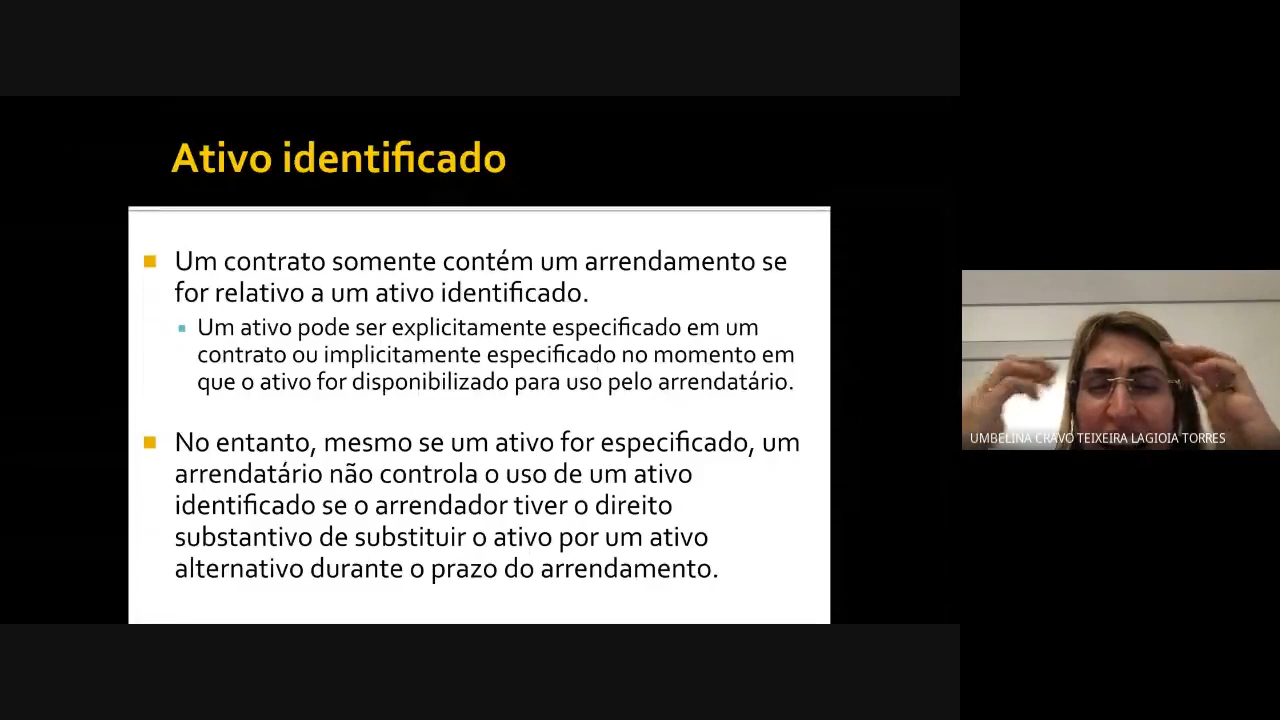 Ativo identificado
Um contrato somente contém um arrendamento se
for relativo a um ativo identificado.
Um ativo pode ser explicitamente especificado em um
contrato ou implicitamente especificado no momento em
que o ativo for disponibilizado para uso pelo arrendatário.
No entanto, mesmo se um ativo for especificado, um
arrendatário não controla o uso de um ativo
identificado se o arrendador tiver o direito
substantivo de substituir o ativo por um ativo
alternativo durante o prazo do arrendamento.
UMBELINA CRAVO TEIXEIRA LAGIOIA TORRES